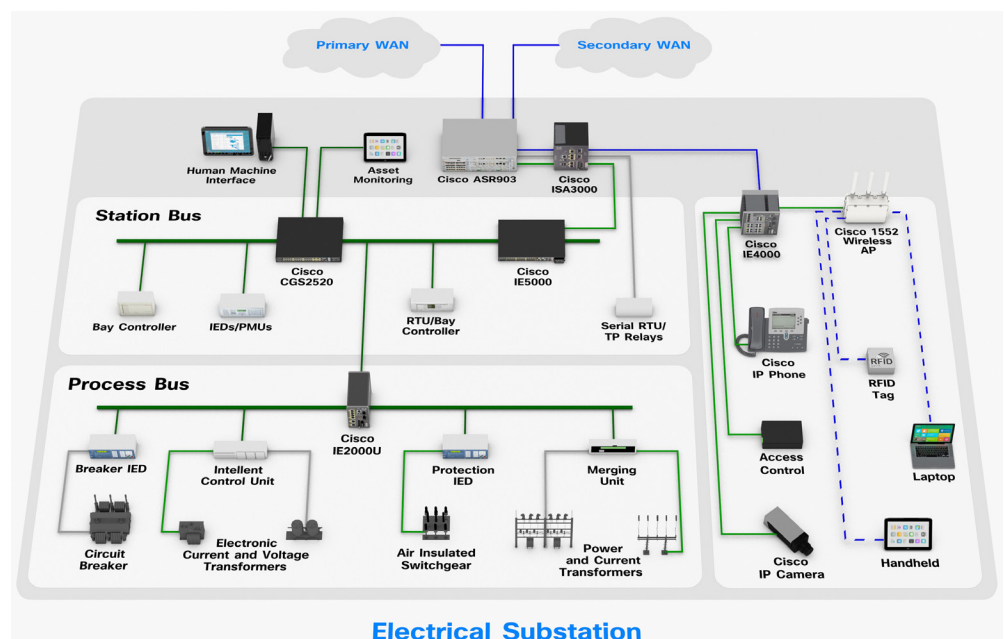 Primary WAN
Secondary WAN
Human Machine
Interface
Asset
Monitoring
Cisco ASR903
Cisco
ISA3000
Station Bus
Cisco
CGS2520
Cisco
IE5000
Cisco
IE4000
Cisco 1552
Wireless
AP
Bay Controller
IEDs/PMUs
RTU/Bay
Controller
Serial RTU/
TP Relays
Cisco
IP Phone
RFID
RFID
Tag
Process Bus
Cisco
IE2000U
Breaker IED
Intellent
Control Unit
Protection
IED
Merging
Unit
Access
Control
Laptop
Circuit
Breaker
Electronic
Current and Voltage
Transformers
Air Insulated
Switchgear
Power
and Current
Transformers
Cisco
IP Camera
Handheld
Electrical Substation